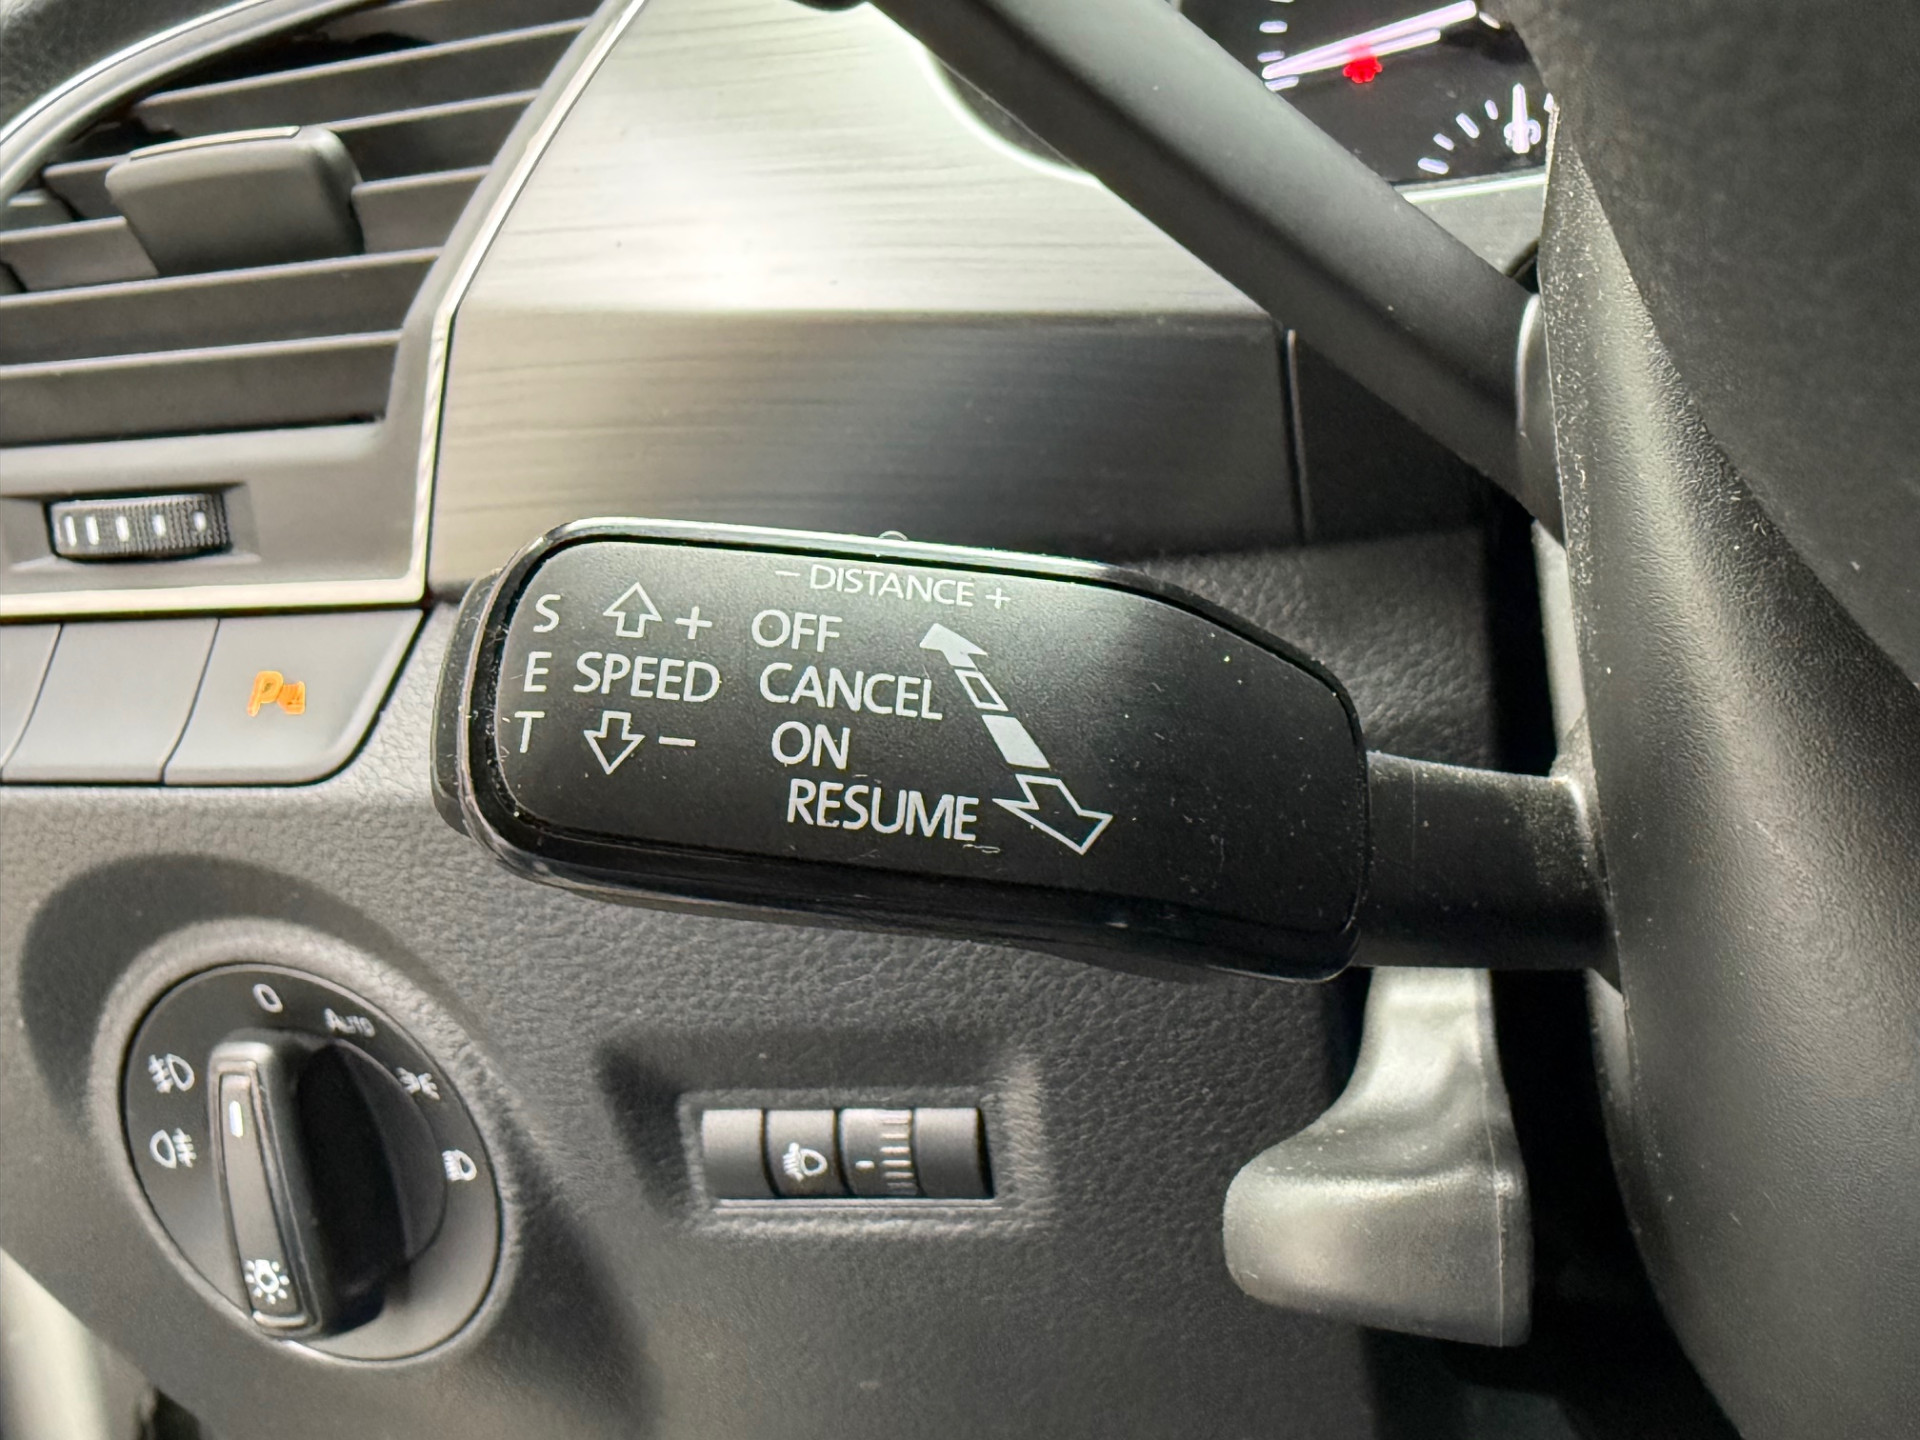 - DISTANCE +
S + OFF
E SPEED CANCEL
T - ON
RESUME
P
0
AUTO